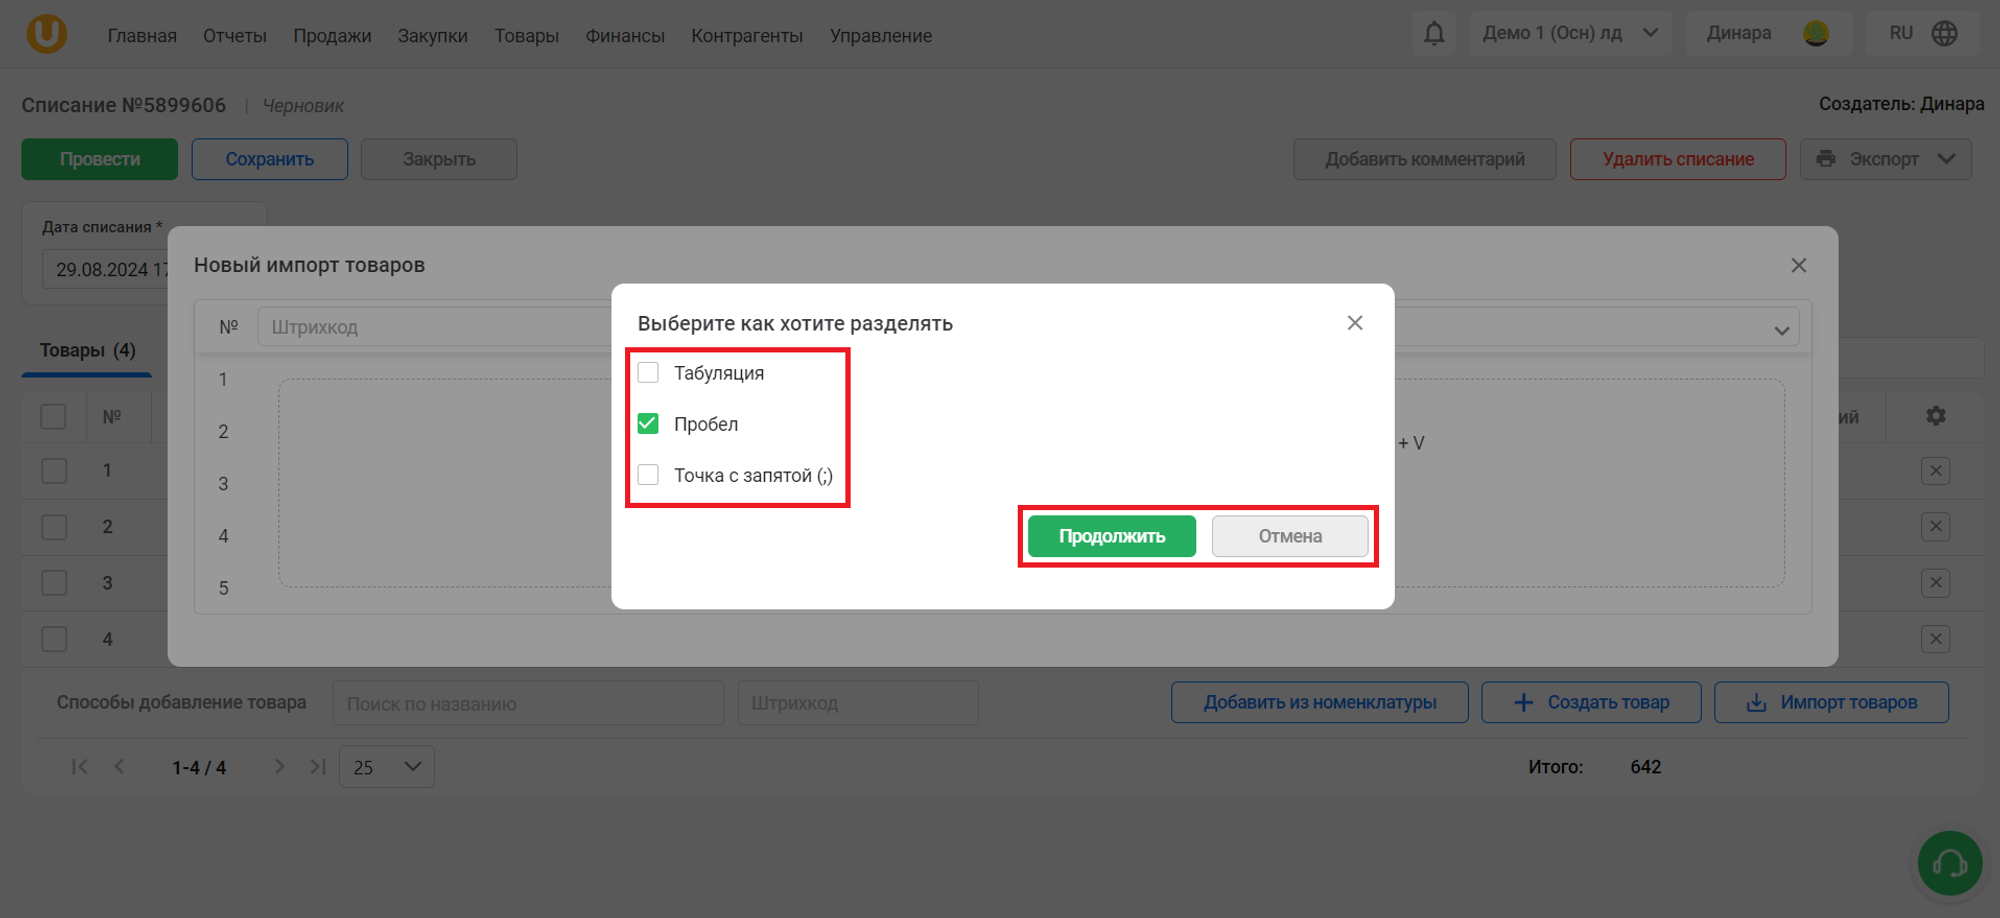 Главная Отчеты Продажи Закупки Товары Финансы Контрагенты Управление Демо 1 (Осн) лд Динара RU
Списание №5899606 | Черновик Создатель: Динара
Провести Сохранить Закрыть Добавить комментарий Удалить списание Экспорт
Дата списания *
29.08.2024 17
Новый импорт товаров
№ Штрихкод
Выберите как хотите разделять
Табуляция
Пробел
Точка с запятой (;)
Продолжить Отмена
+ V
1
2
3
4
5
Товары (4)
№ ий
1
2
3
4
Способы добавление товара Поиск по названию Штрихкод Добавить из номенклатуры + Создать товар Импорт товаров
1-4 / 4 25 Итого: 642